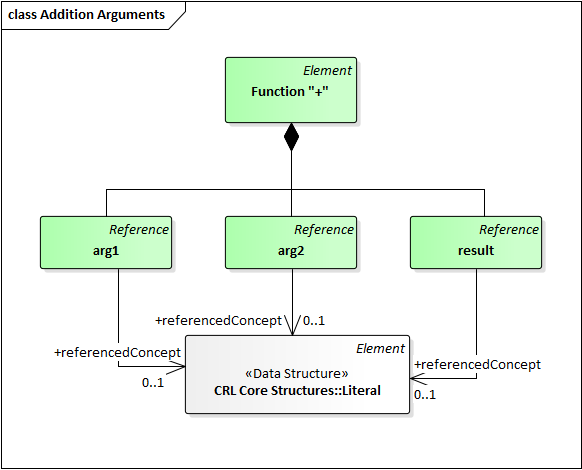 class Addition Arguments
Element
Function "+"
Reference
arg1
Reference
arg2
Reference
result
+referencedConcept
0..1
+referencedConcept
0..1
+referencedConcept
0..1
Element
«Data Structure»
CRL Core Structures::Literal